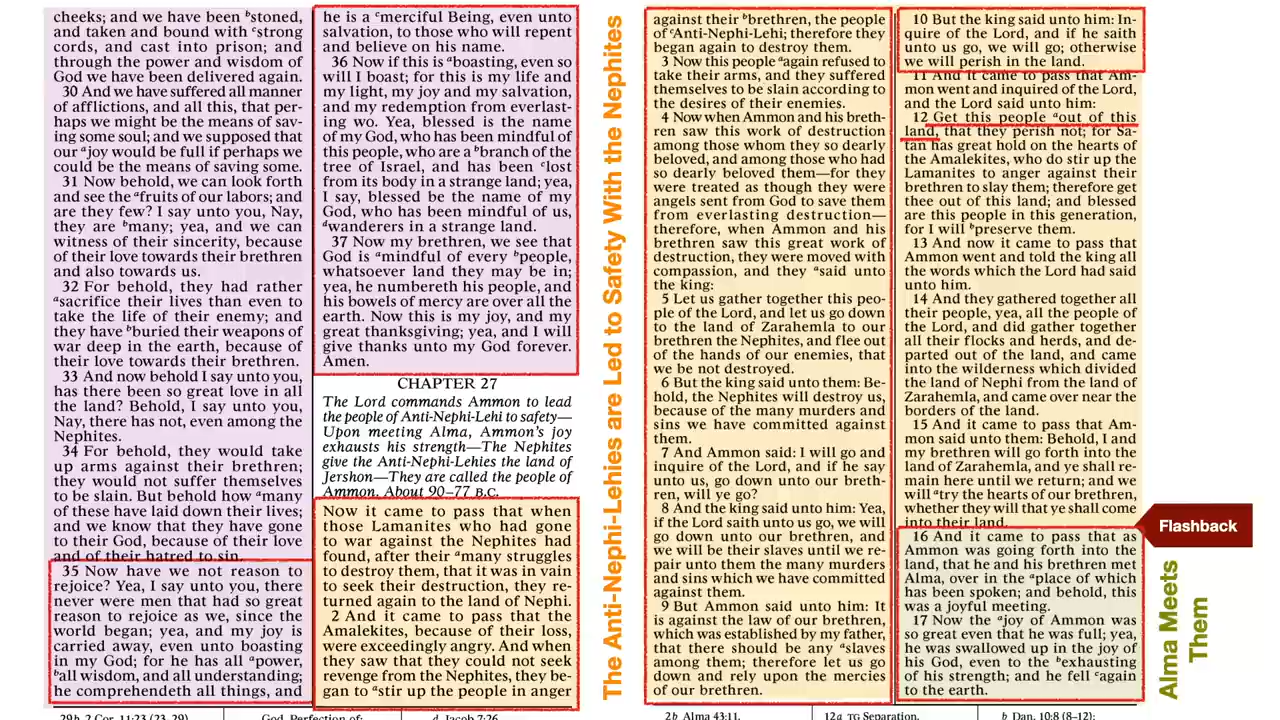 cheeks; and we have been ᵇstoned,
and taken and bound with ᶜstrong
cords, and cast into prison; and
through the power and wisdom of
God we have been delivered again.
30 And we have suffered all manner
of afflictions, and all this, that per-
haps we might be the means of sav-
ing some soul; and we supposed that
our ᵃjoy would be full if perhaps we
could be the means of saving some.
31 Now behold, we can look forth
and see the ᵃfruits of our labors; and
are they few? I say unto you, Nay,
they are ᵇmany; yea, and we can
witness of their sincerity, because
of their love towards their brethren
and also towards us.
32 For behold, they had rather
ᵃsacrifice their lives than even to
take the life of their enemy; and
they have ᵇburied their weapons of
war deep in the earth, because of
their love towards their brethren.
33 And now behold I say unto you,
has there been so great love in all
the land? Behold, I say unto you,
Nay, there has not, even among the
Nephites.
34 For behold, they would take
up arms against their brethren;
they would not suffer themselves
to be slain. But behold how ᵃmany
of these have laid down their lives;
and we know that they have gone
to their God, because of their love
and of their hatred to sin.
35 Now have we not reason to
rejoice? Yea, I say unto you, there
never were men that had so great
reason to rejoice as we, since the
world began; yea, and my joy is
carried away, even unto boasting
in my God; for he has all ᵃpower,
ᵇall wisdom, and all understanding;
he comprehendeth all things, and
he is a ᶜmerciful Being, even unto
salvation, to those who will repent
and believe on his name.
36 Now if this is ᵃboasting, even so
will I boast; for this is my life and
my light, my joy and my salvation,
and my redemption from everlast-
ing wo. Yea, blessed is the name
of my God, who has been mindful of
this people, who are a ᵇbranch of the
tree of Israel, and has been ᶜlost
from its body in a strange land; yea,
I say, blessed be the name of my
God, who has been mindful of us,
ᵈwanderers in a strange land.
37 Now my brethren, we see that
God is ᵃmindful of every ᵇpeople,
whatsoever land they may be in;
yea, he numbereth his people, and
his bowels of mercy are over all the
earth. Now this is my joy, and my
great thanksgiving; yea, and I will
give thanks unto my God forever.
Amen.
CHAPTER 27
The Lord commands Ammon to lead
the people of Anti-Nephi-Lehi to safety—
Upon meeting Alma, Ammon's joy
exhausts his strength—The Nephites
give the Anti-Nephi-Lehies the land of
Jershon—They are called the people of
Ammon. About 90–77 B.C.
Now it came to pass that when
those Lamanites who had gone
to war against the Nephites had
found, after their ᵃmany struggles
to destroy them, that it was in vain
to seek their destruction, they re-
turned again to the land of Nephi.
2 And it came to pass that the
Amalekites, because of their loss,
were exceedingly angry. And when
they saw that they could not seek
revenge from the Nephites, they be-
gan to ᵃstir up the people in anger
The Anti-Nephi-Lehies are Led to Safety With the Nephites
against their ᵇbrethren, the people
of ᶜAnti-Nephi-Lehi; therefore they
began again to destroy them.
3 Now this people ᵃagain refused to
take their arms, and they suffered
themselves to be slain according to
the desires of their enemies.
4 Now when Ammon and his breth-
ren saw this work of destruction
among those whom they so dearly
beloved, and among those who had
so dearly beloved them—for they
were treated as though they were
angels sent from God to save them
from everlasting destruction—
therefore, when Ammon and his
brethren saw this great work of
destruction, they were moved with
compassion, and they ᵃsaid unto
the king:
5 Let us gather together this peo-
ple of the Lord, and let us go down
to the land of Zarahemla to our
brethren the Nephites, and flee out
of the hands of our enemies, that
we be not destroyed.
6 But the king said unto them: Be-
hold, the Nephites will destroy us,
because of the many murders and
sins we have committed against
them.
7 And Ammon said: I will go and
inquire of the Lord, and if he say
unto us, go down unto our breth-
ren, will ye go?
8 And the king said unto him: Yea,
if the Lord saith unto us go, we will
go down unto our brethren, and
we will be their slaves until we re-
pair unto them the many murders
and sins which we have committed
against them.
9 But Ammon said unto him: It
is against the law of our brethren,
which was established by my father,
that there should be any ᵃslaves
among them; therefore let us go
down and rely upon the mercies
of our brethren.
10 But the king said unto him: In-
quire of the Lord, and if he saith
unto us go, we will go; otherwise
we will perish in the land.
11 And it came to pass that Am-
mon went and inquired of the Lord,
and the Lord said unto him:
12 Get this people ᵃout of this
land, that they perish not; for Sa-
tan has great hold on the hearts of
the Amalekites, who do stir up the
Lamanites to anger against their
brethren to slay them; therefore get
thee out of this land; and blessed
are this people in this generation,
for I will ᵇpreserve them.
13 And now it came to pass that
Ammon went and told the king all
the words which the Lord had said
unto him.
14 And they gathered together all
their people, yea, all the people of
the Lord, and did gather together
all their flocks and herds, and de-
parted out of the land, and came
into the wilderness which divided
the land of Nephi from the land of
Zarahemla, and came over near the
borders of the land.
15 And it came to pass that Am-
mon said unto them: Behold, I and
my brethren will go forth into the
land of Zarahemla, and ye shall re-
main here until we return; and we
will ᵃtry the hearts of our brethren,
whether they will that ye shall come
into their land.
16 And it came to pass that as
Ammon was going forth into the
land, that he and his brethren met
Alma, over in the ᵃplace of which
has been spoken; and behold, this
was a joyful meeting.
17 Now the ᵃjoy of Ammon was
so great even that he was full; yea,
he was swallowed up in the joy of
his God, even to the ᵇexhausting
of his strength; and he fell ᶜagain
to the earth.
Flashback
Alma Meets
Them
29b 2 Cor. 11:23 (23, 29).
God, Perfection of;
d Jacob 7:26.
2b Alma 43:11.
12a TG Separation.
b Dan. 10:8 (8–12);